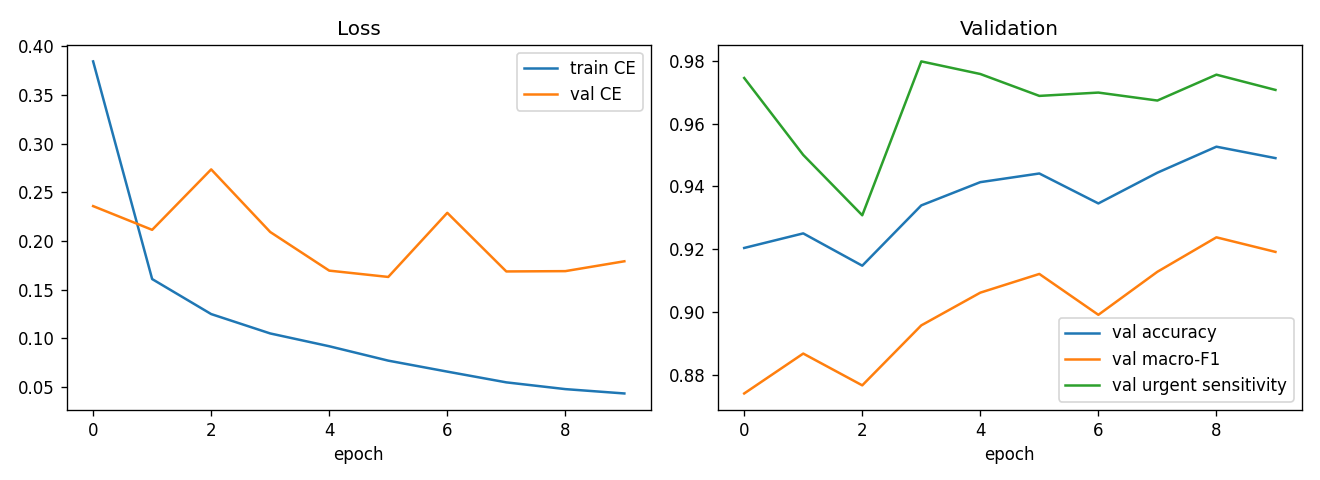 Loss
0.40
0.35
0.30
0.25
0.20
0.15
0.10
0.05
train CE
val CE
0 2 4 6 8
epoch
Validation
0.98
0.96
0.94
0.92
0.90
0.88
val accuracy
val macro-F1
val urgent sensitivity
0 2 4 6 8
epoch